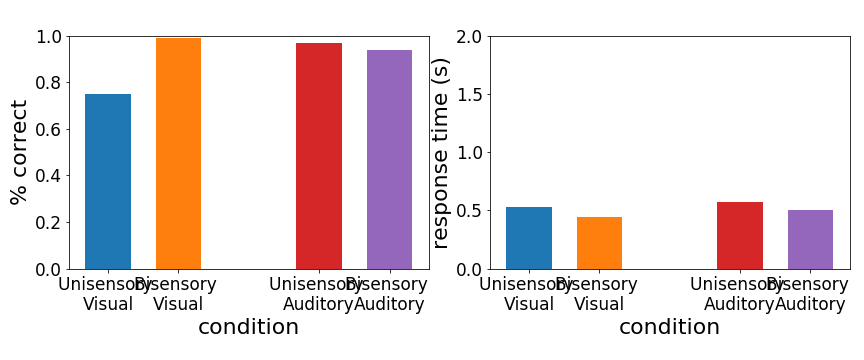 % correct
1.0
0.8
0.6
0.4
0.2
0.0
Unisensory Visual
Bisensory Visual
Unisensory Auditory
Bisensory Auditory
condition
response time (s)
2.0
1.5
1.0
0.5
0.0
Unisensory Visual
Bisensory Visual
Unisensory Auditory
Bisensory Auditory
condition